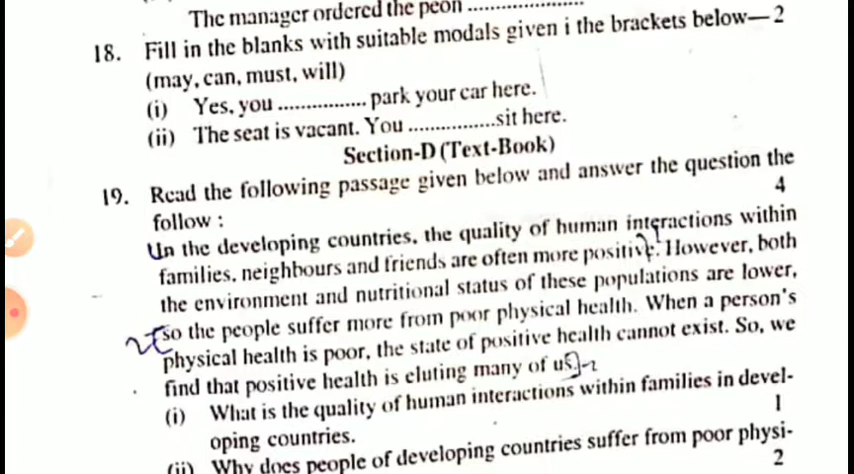 The manager ordered the peon ...................
18. Fill in the blanks with suitable modals given i the brackets below—2
(may, can, must, will)
(i) Yes, you ................ park your car here.
(ii) The seat is vacant. You ................sit here.
Section-D (Text-Book)
19. Read the following passage given below and answer the question the
follow : 4
Un the developing countries, the quality of human interactions within
families, neighbours and friends are often more positive. However, both
the environment and nutritional status of these populations are lower,
so the people suffer more from poor physical health. When a person's
physical health is poor, the state of positive health cannot exist. So, we
find that positive health is eluting many of us.
(i) What is the quality of human interactions within families in devel-
oping countries. 1
(ii) Why does people of developing countries suffer from poor physi-
2